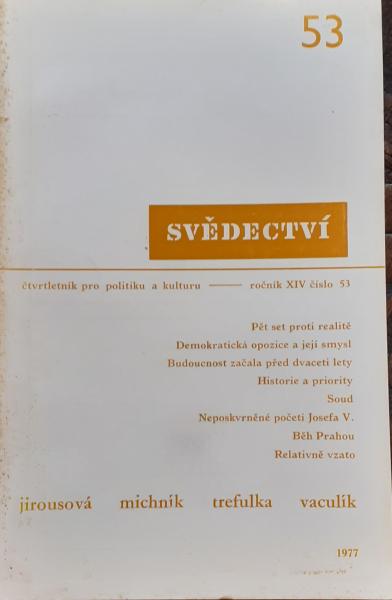 53
SVĚDECTVÍ
čtvrtletník pro politiku a kulturu —— ročník XIV číslo 53
Pět set proti realitě
Demokratická opozice a její smysl
Budoucnost začala před dvaceti lety
Historie a priority
Soud
Neposkvrněné početi Josefa V.
Běh Prahou
Relativně vzato
jirousová michník trefulka vaculík
1977